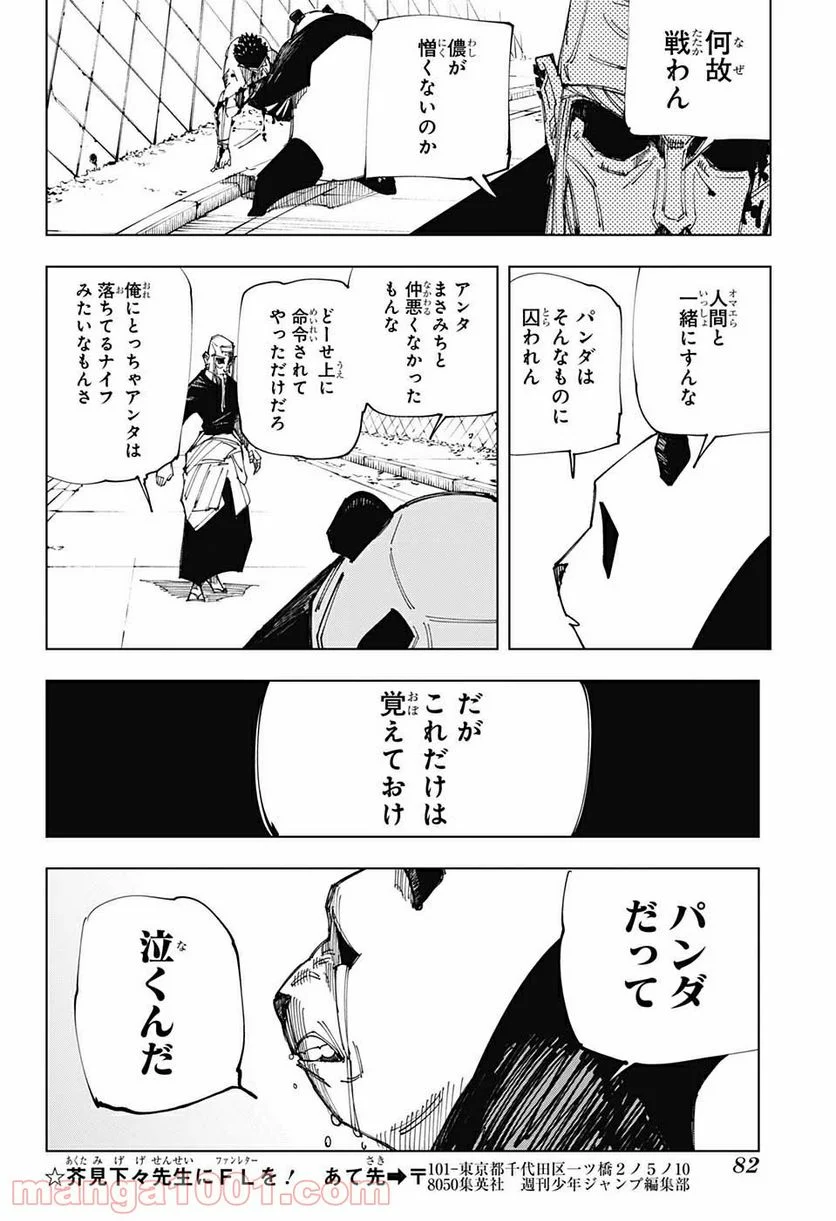 何故
戦わん
儂が
憎くないのか
人間と
一緒にすんな
パンダは
そんなものに
囚われん
アンタ
まさみちと
仲悪くなかった
もんな
どーせ上に
命令されて
やっただけだろ
俺にとっちゃアンタは
落ちてるナイフ
みたいなもんさ
だが
これだけは
覚えておけ
パンダ
だって
泣くんだ
☆芥見下々先生にFLを! あて先➡〒101-8050
東京都千代田区一ツ橋2ノ5ノ10
集英社 週刊少年ジャンプ編集部
82
MANGA1001.COM